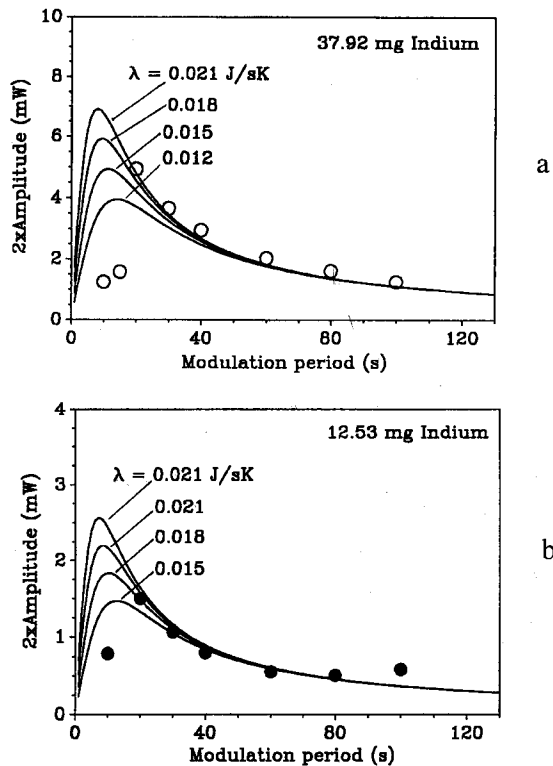 10
37.92 mg Indium
λ = 0.021 J/sK
8
0.018
0.015
6
0.012
a
2xAmplitude (mW)
4
2
0
0 40 80 120
Modulation period (s)
4
12.53 mg Indium
λ = 0.021 J/sK
3
0.021
0.018
0.015
b
2xAmplitude (mW)
2
1
0
0 40 80 120
Modulation period (s)